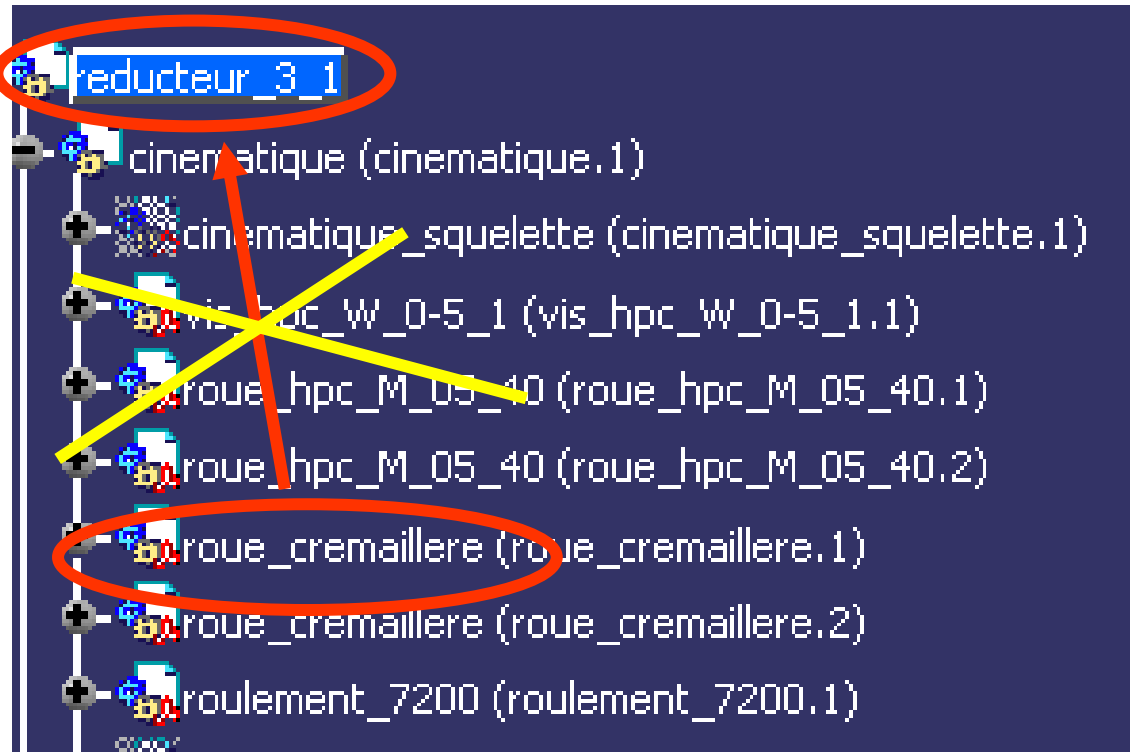 reducteur_3_1
cinematique (cinematique.1)
cinematique_squelette (cinematique_squelette.1)
vis_hpc_W_0-5_1 (vis_hpc_W_0-5_1.1)
roue_hpc_M_05_40 (roue_hpc_M_05_40.1)
roue_hpc_M_05_40 (roue_hpc_M_05_40.2)
roue_cremaillere (roue_cremaillere.1)
roue_cremaillere (roue_cremaillere.2)
roulement_7200 (roulement_7200.1)